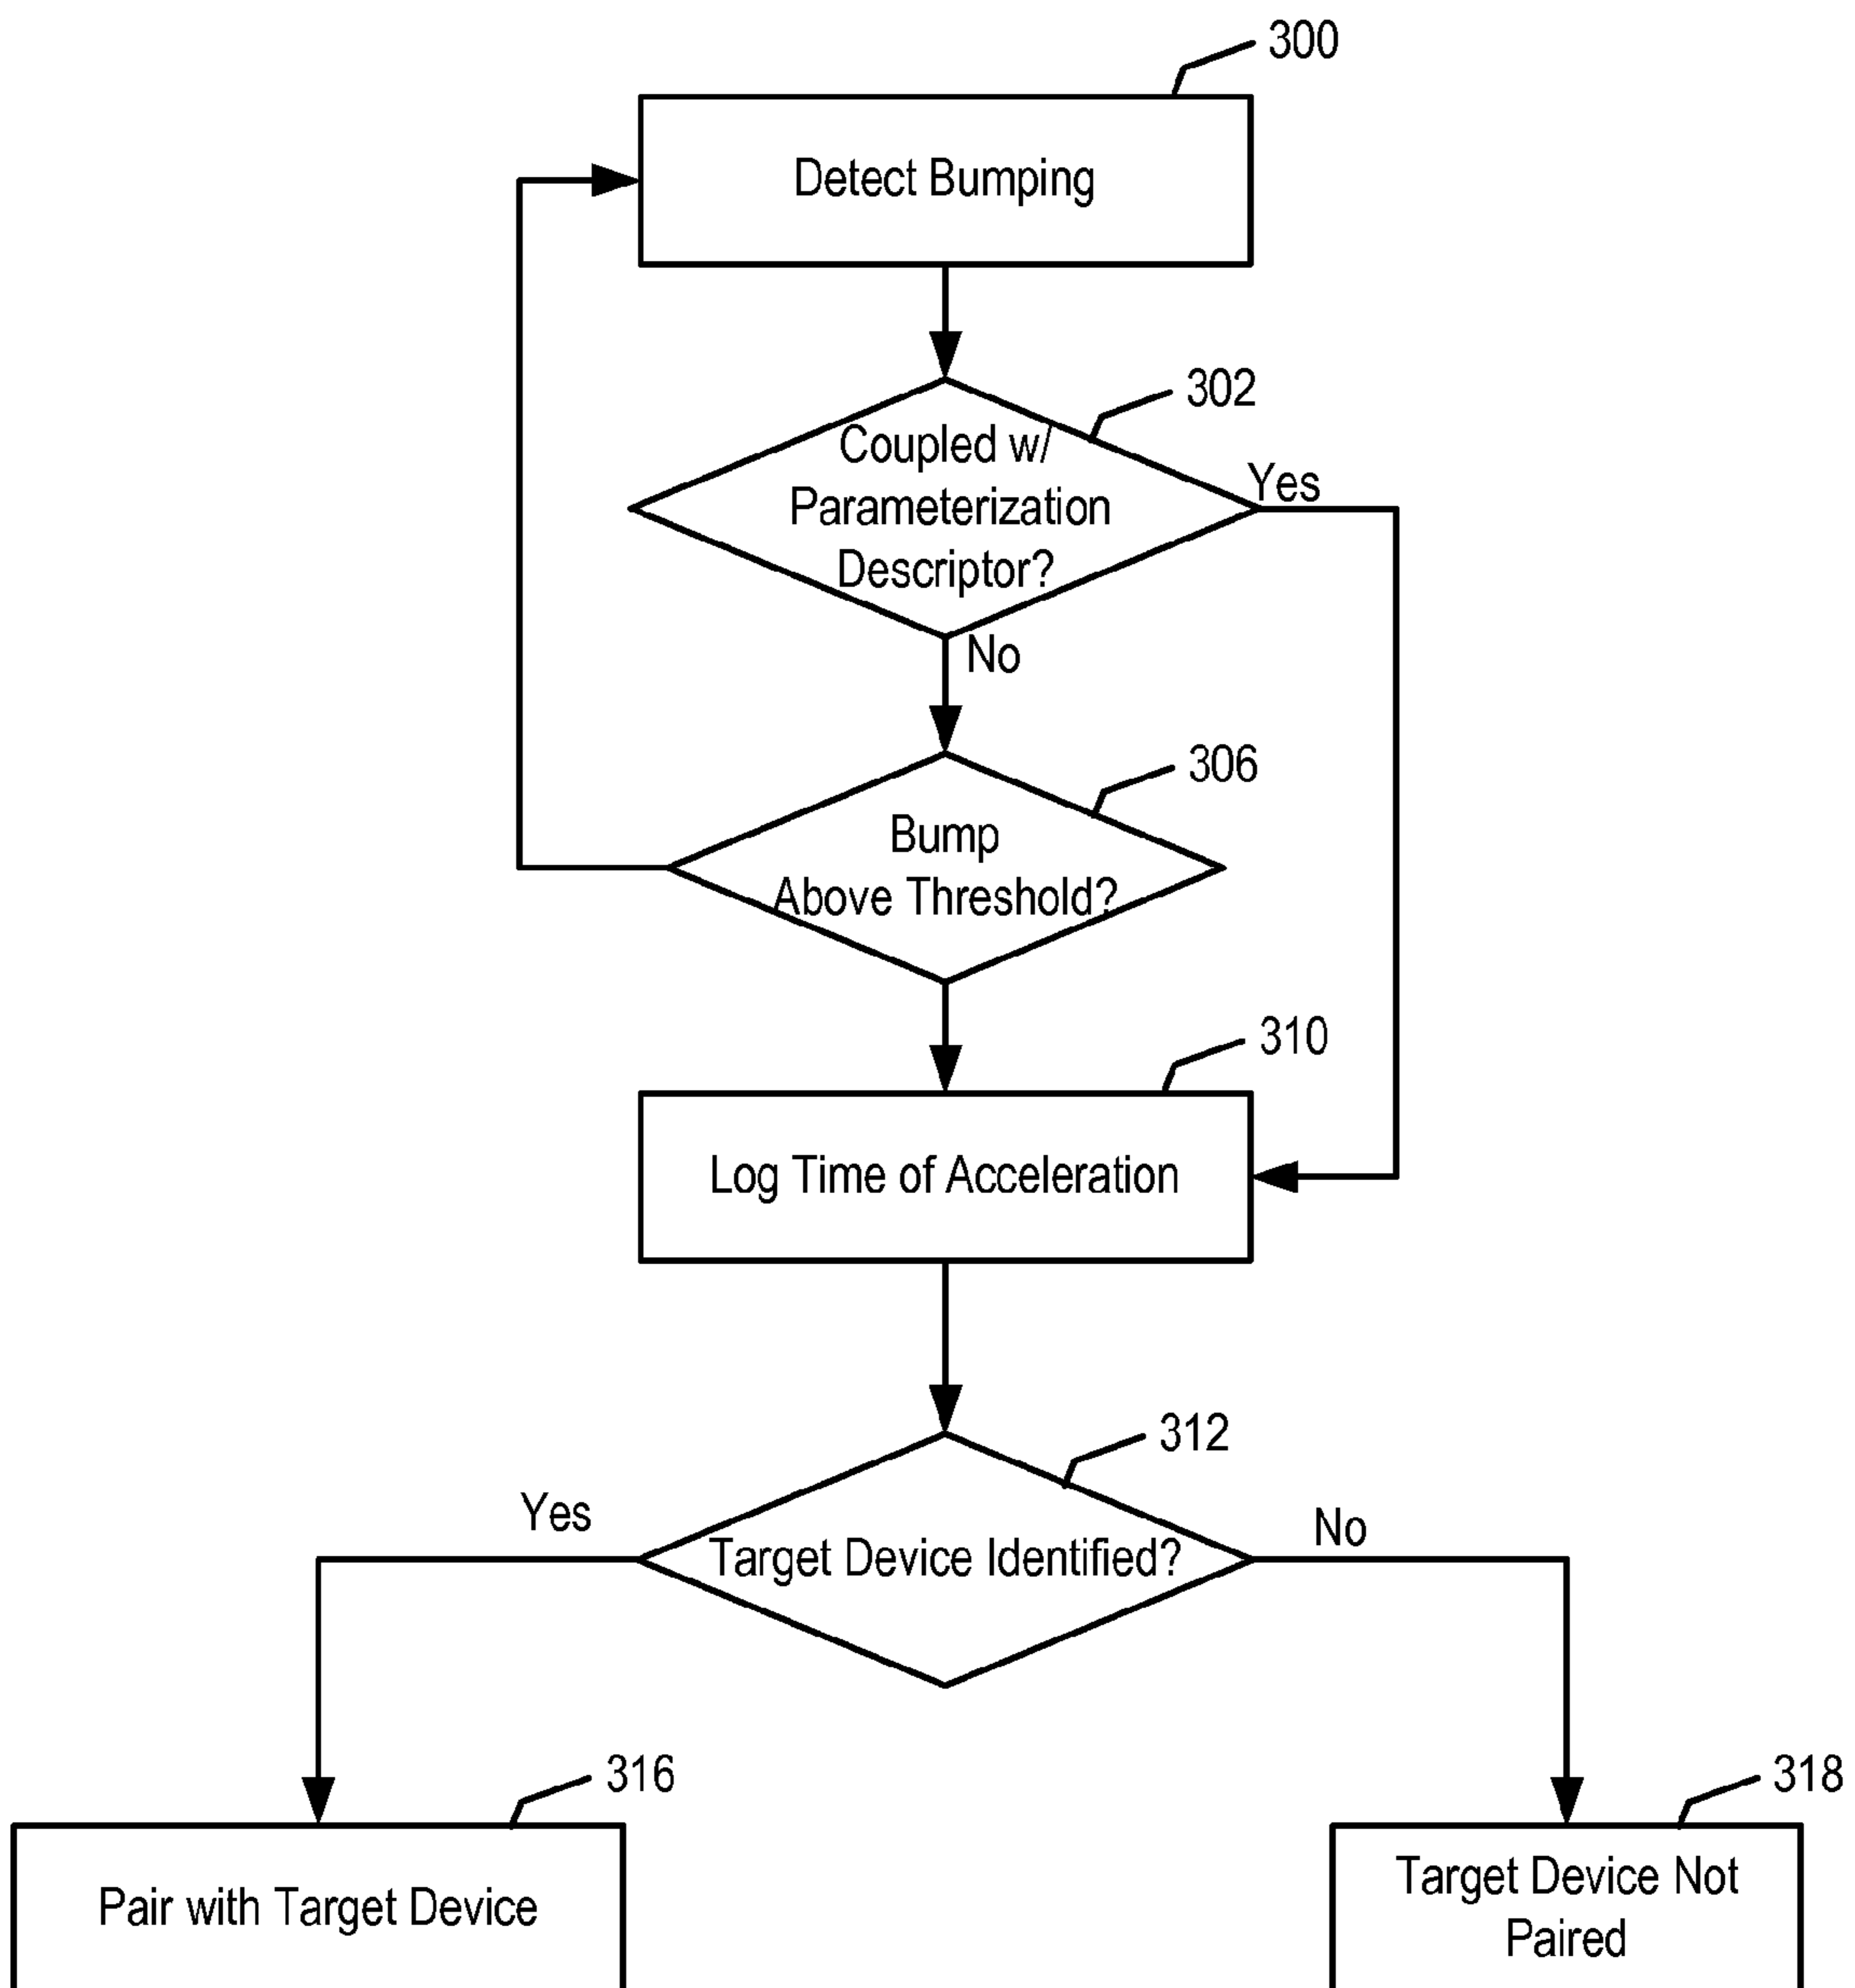 300
Detect Bumping
302
Coupled w/
Parameterization
Descriptor?
Yes
No
306
Bump
Above Threshold?
310
Log Time of Acceleration
312
Yes
Target Device Identified?
No
316
318
Pair with Target Device
Target Device Not
Paired